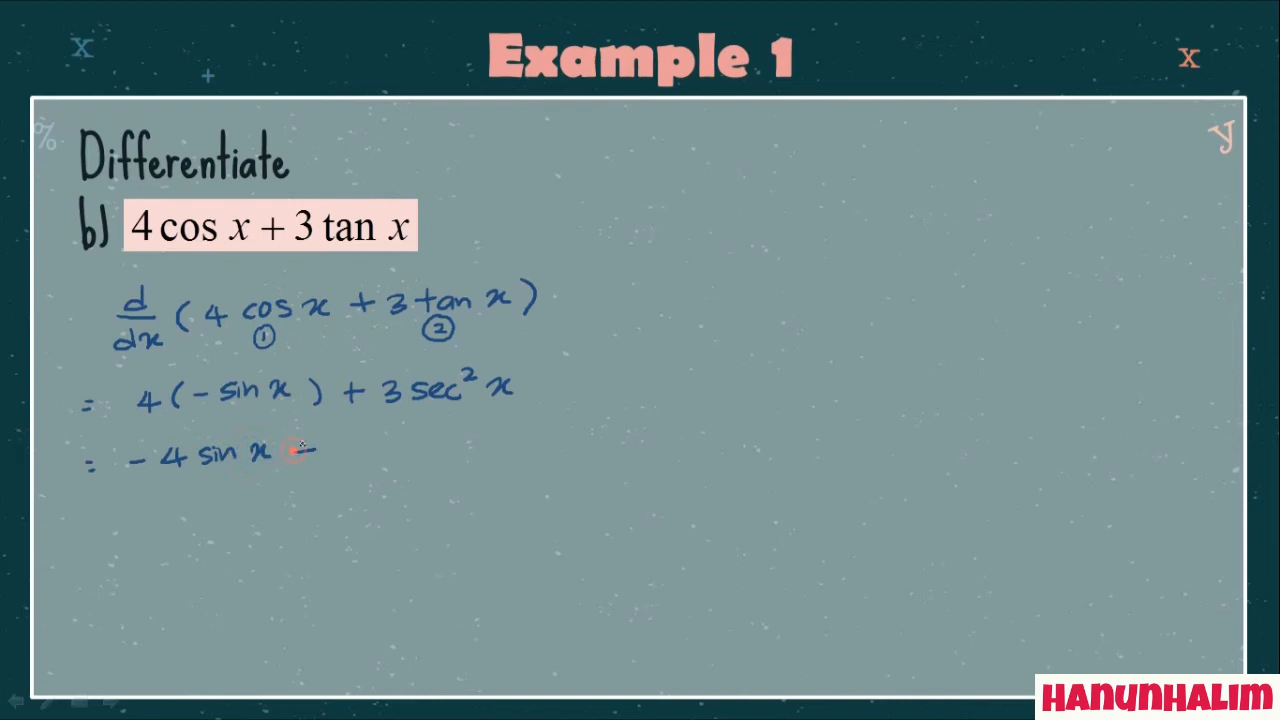 x
+
Example 1
x
%
y
Differentiate
b) 4 cos x + 3 tan x
d/dx (4 cos x + 3 tan x)
① ②
= 4(- sin x) + 3 sec² x
= - 4 sin x -
HANUNHALIM